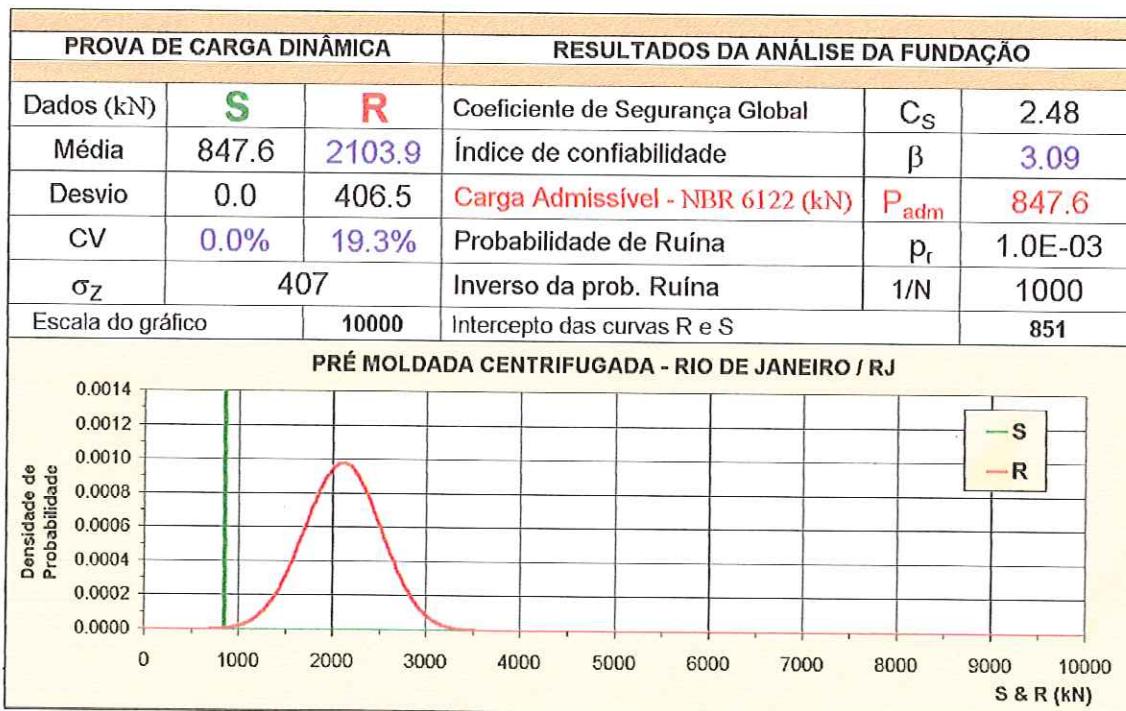 PROVA DE CARGA DINÂMICA RESULTADOS DA ANÁLISE DA FUNDAÇÃO
Dados (kN) S R Coeficiente de Segurança Global C_S 2.48
Média 847.6 2103.9 Índice de confiabilidade β 3.09
Desvio 0.0 406.5 Carga Admissível - NBR 6122 (kN) P_adm 847.6
CV 0.0% 19.3% Probabilidade de Ruína p_r 1.0E-03
σ_Z 407 Inverso da prob. Ruína 1/N 1000
Escala do gráfico 10000 Intercepto das curvas R e S 851
PRÉ MOLDADA CENTRIFUGADA - RIO DE JANEIRO / RJ
Densidade de
Probabilidade
0.0014
0.0012
0.0010
0.0008
0.0006
0.0004
0.0002
0.0000
S
R
0 1000 2000 3000 4000 5000 6000 7000 8000 9000 10000
S & R (kN)